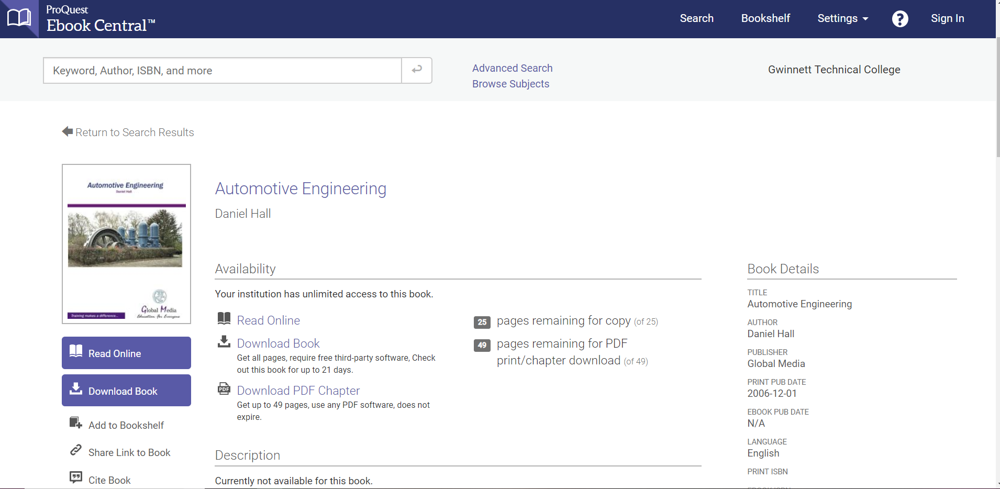 ProQuest
Ebook Central™
Search
Bookshelf
Settings
?
Sign In
Keyword, Author, ISBN, and more
Advanced Search
Browse Subjects
Gwinnett Technical College
Return to Search Results
Automotive Engineering
Daniel Hall
Global Media
Education For Everyone
Training makes a difference...
Automotive Engineering
Daniel Hall
Read Online
Download Book
Add to Bookshelf
Share Link to Book
Cite Book
Availability
Your institution has unlimited access to this book.
Read Online
Download Book
Get all pages, require free third-party software, Check
out this book for up to 21 days.
PDF
Download PDF Chapter
Get up to 49 pages, use any PDF software, does not
expire.
25 pages remaining for copy (of 25)
49 pages remaining for PDF
print/chapter download (of 49)
Description
Currently not available for this book.
Book Details
TITLE
Automotive Engineering
AUTHOR
Daniel Hall
PUBLISHER
Global Media
PRINT PUB DATE
2006-12-01
EBOOK PUB DATE
N/A
LANGUAGE
English
PRINT ISBN